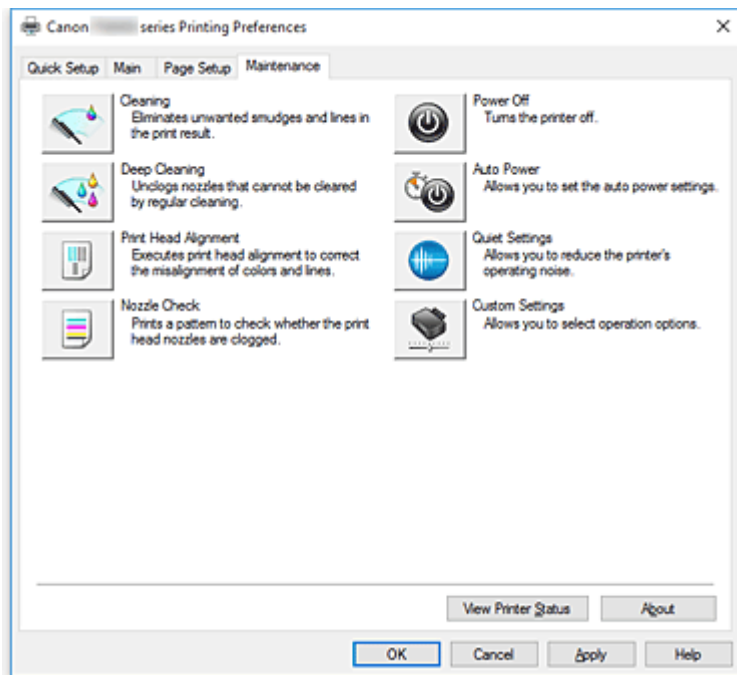 Canon series Printing Preferences
Quick Setup Main Page Setup Maintenance
Cleaning
Eliminates unwanted smudges and lines in
the print result.
Deep Cleaning
Unclogs nozzles that cannot be cleared
by regular cleaning.
Print Head Alignment
Executes print head alignment to correct
the misalignment of colors and lines.
Nozzle Check
Prints a pattern to check whether the print
head nozzles are clogged.
Power Off
Turns the printer off.
Auto Power
Allows you to set the auto power settings.
Quiet Settings
Allows you to reduce the printer's
operating noise.
Custom Settings
Allows you to select operation options.
View Printer Status About
OK Cancel Apply Help